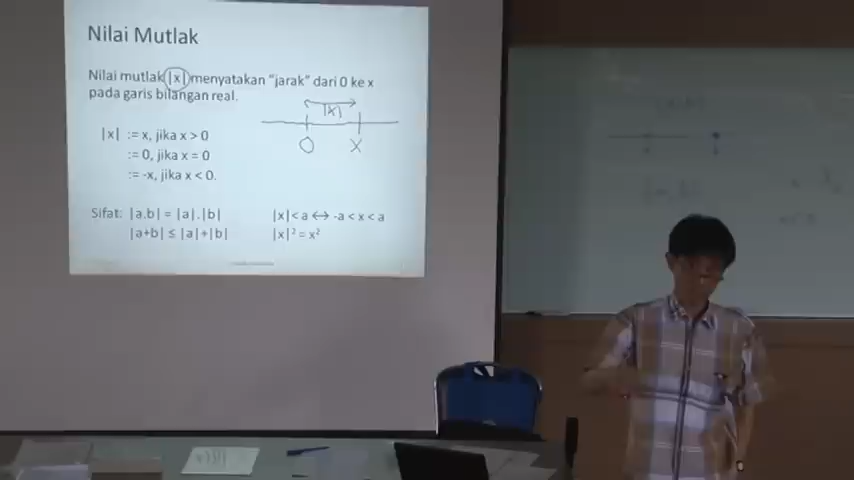 Nilai Mutlak
Nilai mutlak |x| menyatakan “jarak” dari 0 ke x
pada garis bilangan real.
|x|
0 x
|x| := x, jika x > 0
:= 0, jika x = 0
:= -x, jika x < 0.
Sifat: |a.b| = |a|.|b|
|a+b| ≤ |a|+|b|
|x| < a ↔ -a < x < a
|x|² = x²